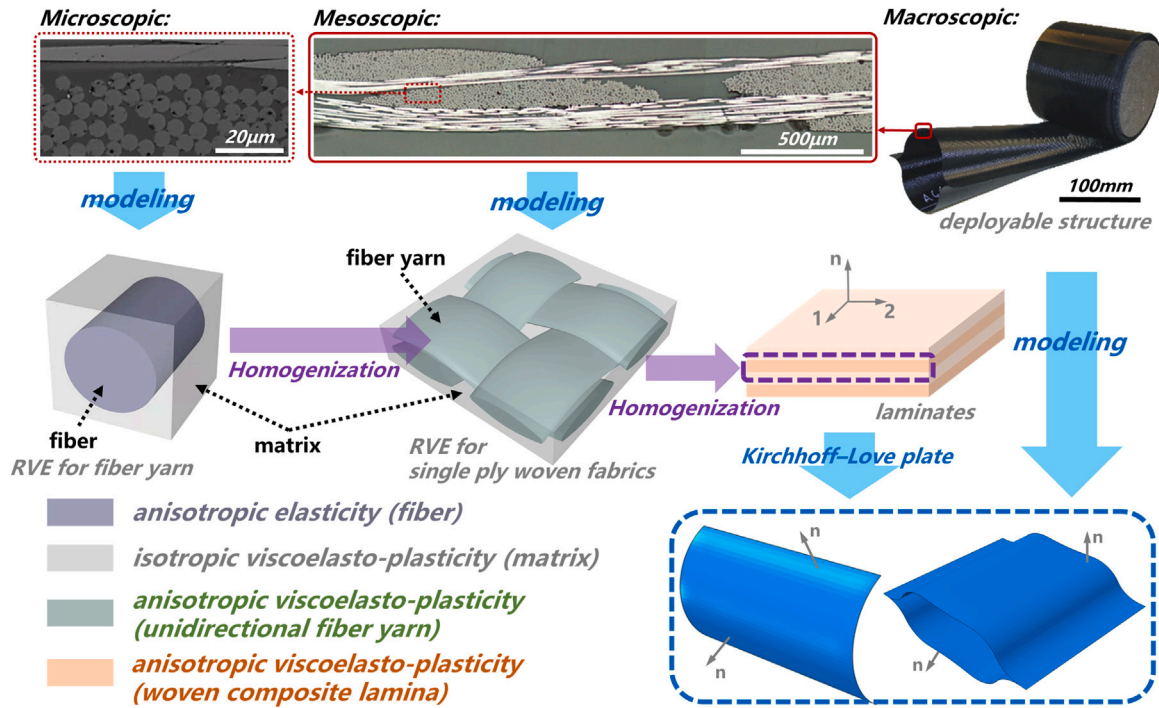 Microscopic:
Mesoscopic:
Macroscopic:
20μm
500μm
100mm
deployable structure
modeling
modeling
modeling
fiber yarn
n
1
2
Homogenization
Homogenization
fiber
matrix
RVE for fiber yarn
RVE for
single ply woven fabrics
laminates
Kirchhoff–Love plate
anisotropic elasticity (fiber)
isotropic viscoelasto-plasticity (matrix)
anisotropic viscoelasto-plasticity
(unidirectional fiber yarn)
anisotropic viscoelasto-plasticity
(woven composite lamina)
n
n
n
n